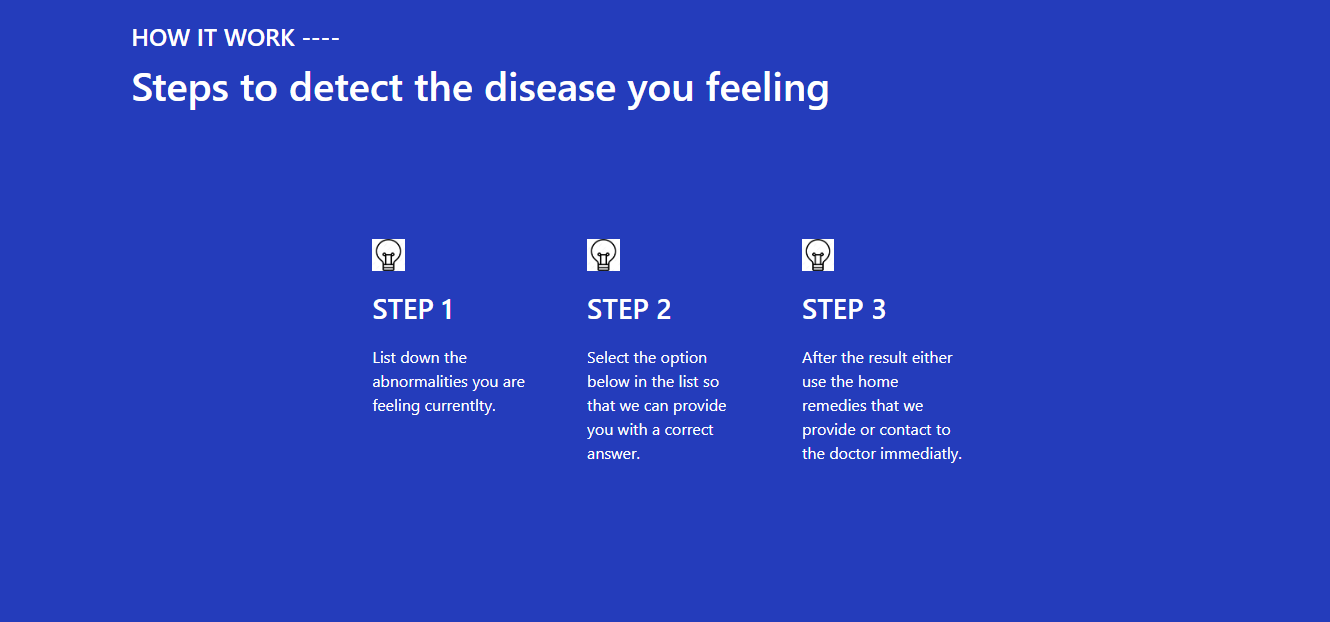 HOW IT WORK ----
Steps to detect the disease you feeling
STEP 1
List down the
abnormalities you are
feeling currentlty.
STEP 2
Select the option
below in the list so
that we can provide
you with a correct
answer.
STEP 3
After the result either
use the home
remedies that we
provide or contact to
the doctor immediatly.